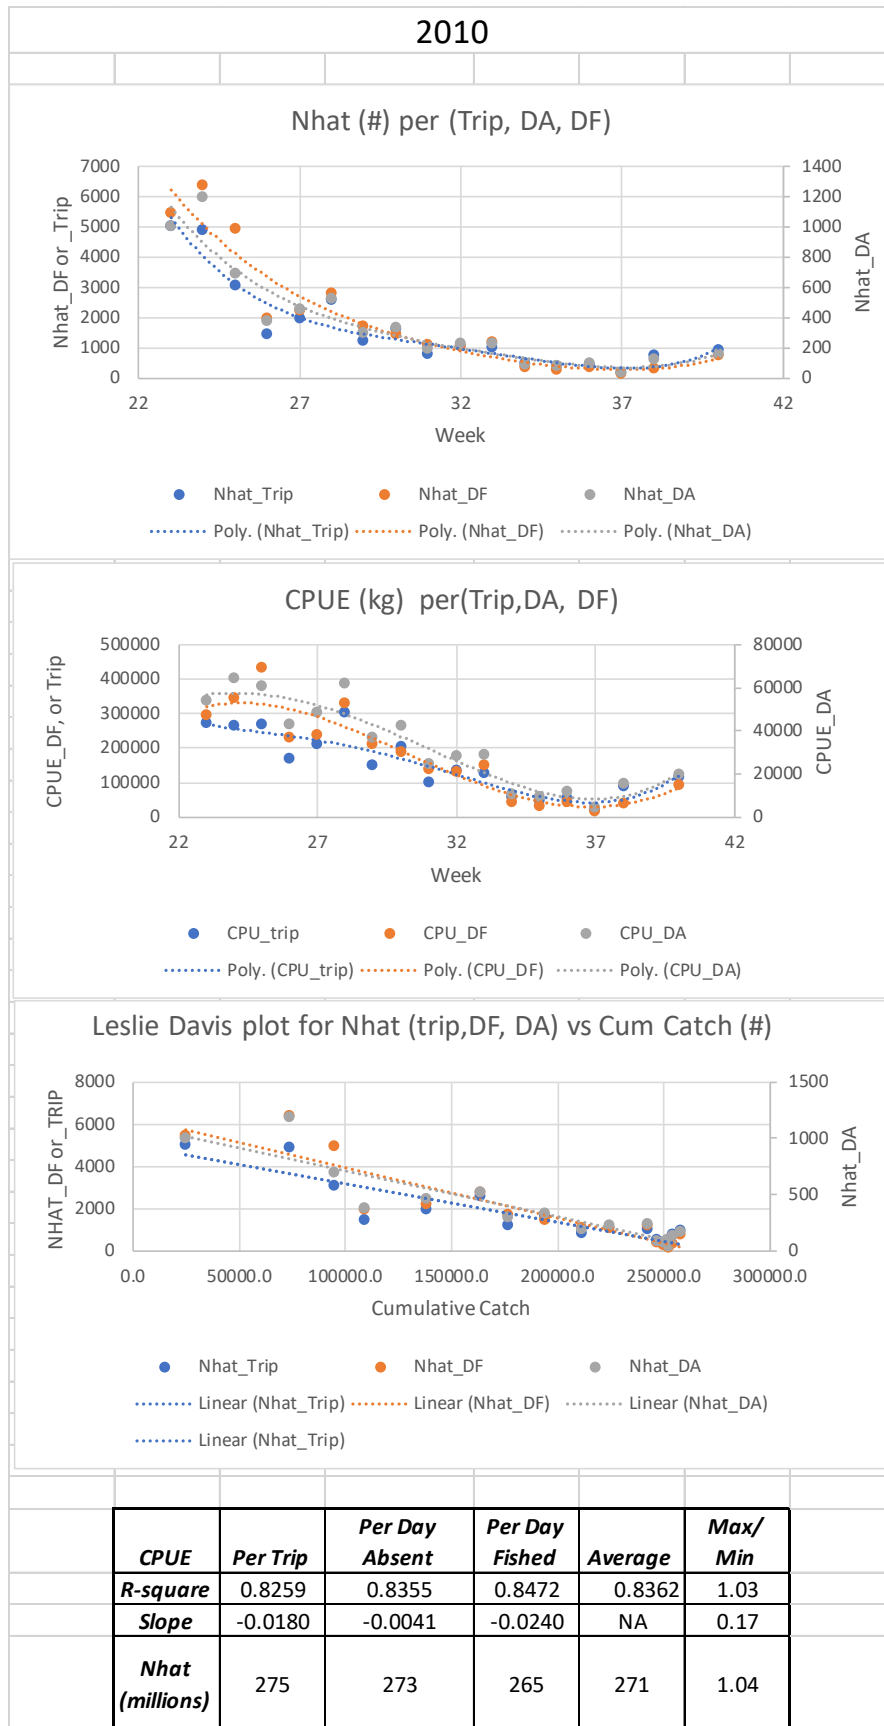 2010
Nhat (#) per (Trip, DA, DF)
Nhat_DF or _Trip
7000
6000
5000
4000
3000
2000
1000
0
1400
1200
1000
800
600
400
200
0
Nhat_DA
22 27 32 37 42
Week
Nhat_Trip Nhat_DF Nhat_DA
Poly. (Nhat_Trip) Poly. (Nhat_DF) Poly. (Nhat_DA)
CPUE (kg) per(Trip,DA, DF)
CPUE_DF, or Trip
500000
400000
300000
200000
100000
0
80000
60000
40000
20000
0
CPUE_DA
22 27 32 37 42
Week
CPU_trip CPU_DF CPU_DA
Poly. (CPU_trip) Poly. (CPU_DF) Poly. (CPU_DA)
Leslie Davis plot for Nhat (trip,DF, DA) vs Cum Catch (#)
NHAT_DF or _TRIP
8000
6000
4000
2000
0
1500
1000
500
0
Nhat_DA
0.0 50000.0 100000.0 150000.0 200000.0 250000.0 300000.0
Cumulative Catch
Nhat_Trip Nhat_DF Nhat_DA
Linear (Nhat_Trip) Linear (Nhat_DF) Linear (Nhat_DA)
Linear (Nhat_Trip)
CPUE Per Trip Per Day Absent Per Day Fished Average Max/ Min
R-square 0.8259 0.8355 0.8472 0.8362 1.03
Slope -0.0180 -0.0041 -0.0240 NA 0.17
Nhat (millions) 275 273 265 271 1.04